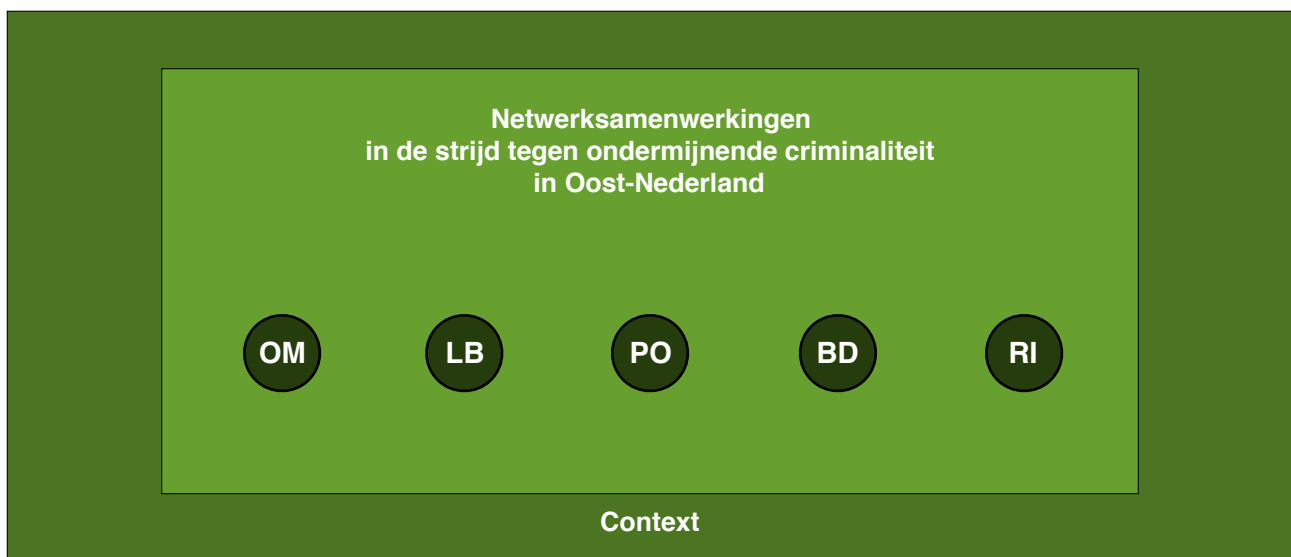 Netwerksamenwerkingen
in de strijd tegen ondermijnende criminaliteit
in Oost-Nederland
OM LB PO BD RI
Context